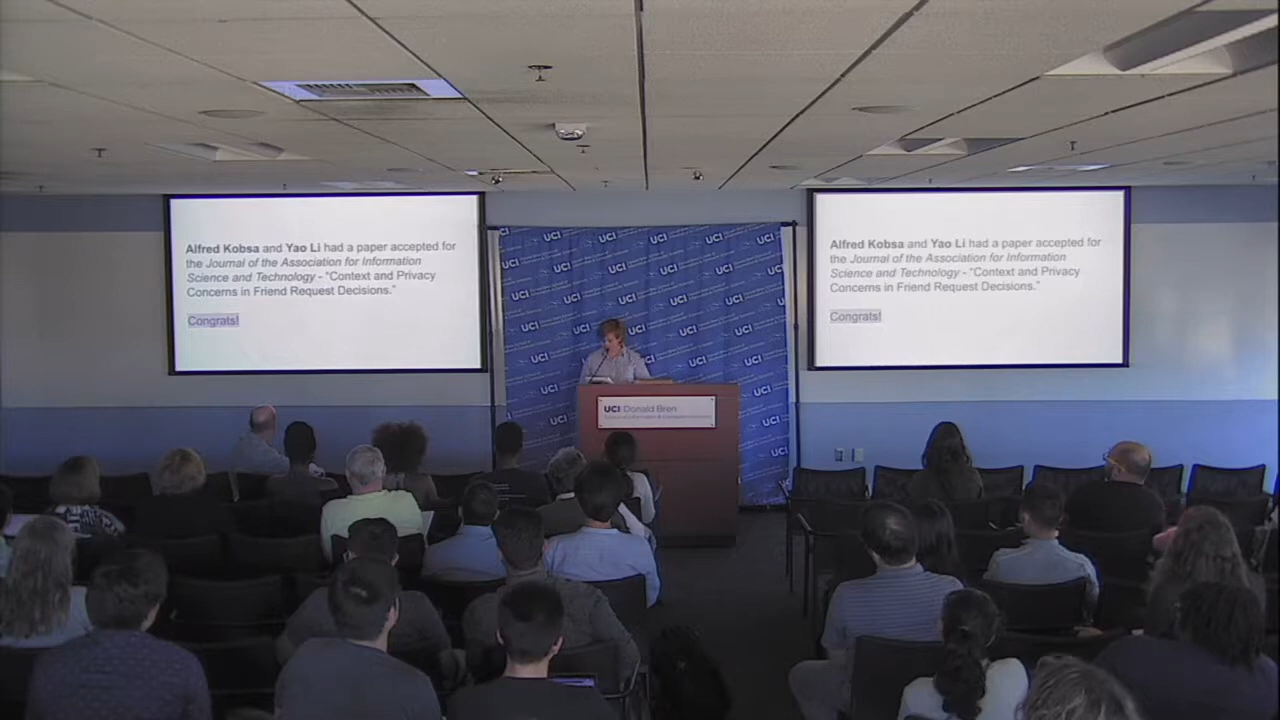 Alfred Kobsa and Yao Li had a paper accepted for
the Journal of the Association for Information
Science and Technology - “Context and Privacy
Concerns in Friend Request Decisions.”
Congrats!
Alfred Kobsa and Yao Li had a paper accepted for
the Journal of the Association for Information
Science and Technology - “Context and Privacy
Concerns in Friend Request Decisions.”
Congrats!
UCI
UCI Donald Bren